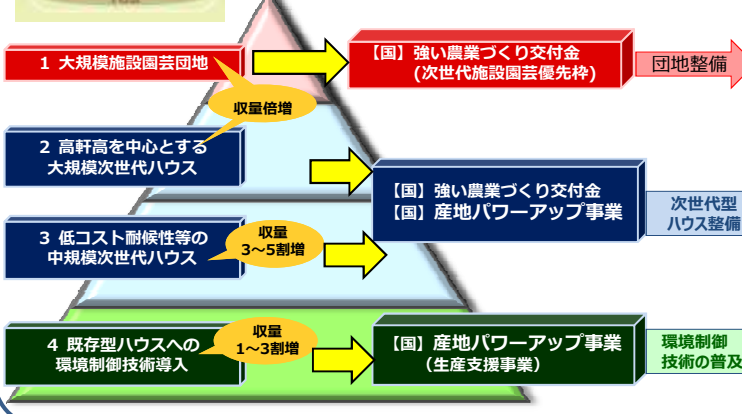 1 大規模施設園芸団地
【国】強い農業づくり交付金
(次世代施設園芸優先枠)
団地整備
収量倍増
2 高軒高を中心とする
大規模次世代ハウス
【国】強い農業づくり交付金
【国】産地パワーアップ事業
次世代型
ハウス整備
3 低コスト耐候性等の
中規模次世代ハウス
収量
3～5割増
4 既存型ハウスへの
環境制御技術導入
収量
1～3割増
【国】産地パワーアップ事業
（生産支援事業）
環境制御
技術の普及